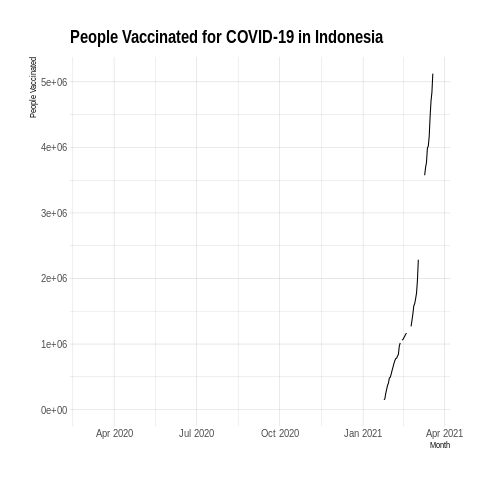 People Vaccinated for COVID-19 in Indonesia
People Vaccinated
5e+06
4e+06
3e+06
2e+06
1e+06
0e+00
Apr 2020 Jul 2020 Oct 2020 Jan 2021 Apr 2021
Month